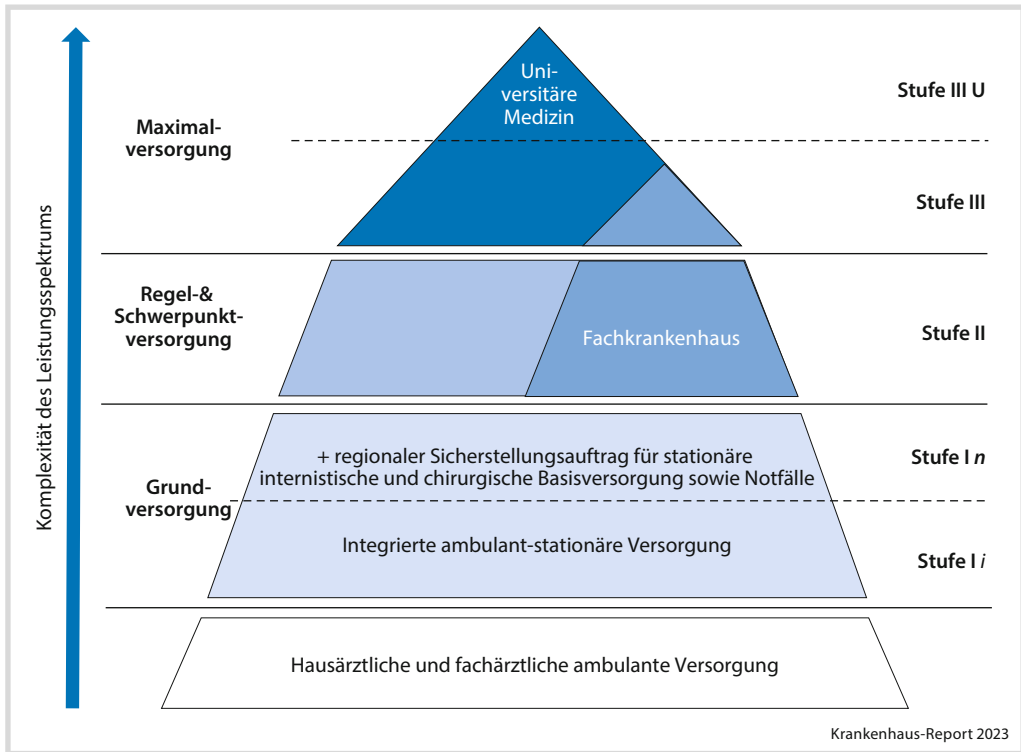 Komplexität des Leistungsspektrums
Uni-
versitäre
Medizin
Stufe III U
Maximal-
versorgung
Stufe III
Regel-&
Schwerpunkt-
versorgung
Fachkrankenhaus
Stufe II
+ regionaler Sicherstellungsauftrag für stationäre
internistische und chirurgische Basisversorgung sowie Notfälle
Stufe I n
Grund-
versorgung
Integrierte ambulant-stationäre Versorgung
Stufe I i
Hausärztliche und fachärztliche ambulante Versorgung
Krankenhaus-Report 2023